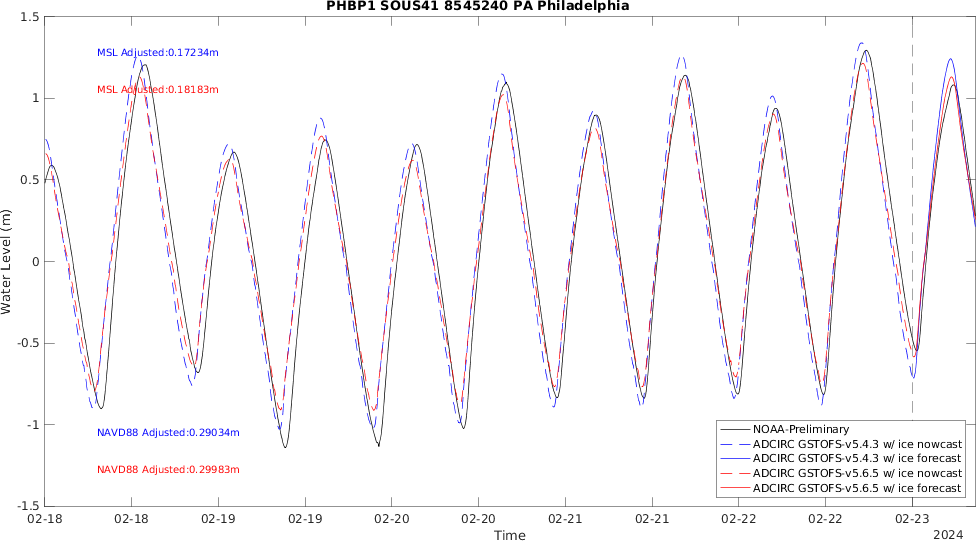 PHBP1 SOUS41 8545240 PA Philadelphia
1.5
1
0.5
0
-0.5
-1
-1.5
Water Level (m)
MSL Adjusted:0.17234m
MSL Adjusted:0.18183m
NAVD88 Adjusted:0.29034m
NAVD88 Adjusted:0.29983m
NOAA-Preliminary
ADCIRC GSTOFS-v5.4.3 w/ ice nowcast
ADCIRC GSTOFS-v5.4.3 w/ ice forecast
ADCIRC GSTOFS-v5.6.5 w/ ice nowcast
ADCIRC GSTOFS-v5.6.5 w/ ice forecast
02-18 02-18 02-19 02-19 02-20 02-20 02-21 02-21 02-22 02-22 02-23
Time
2024